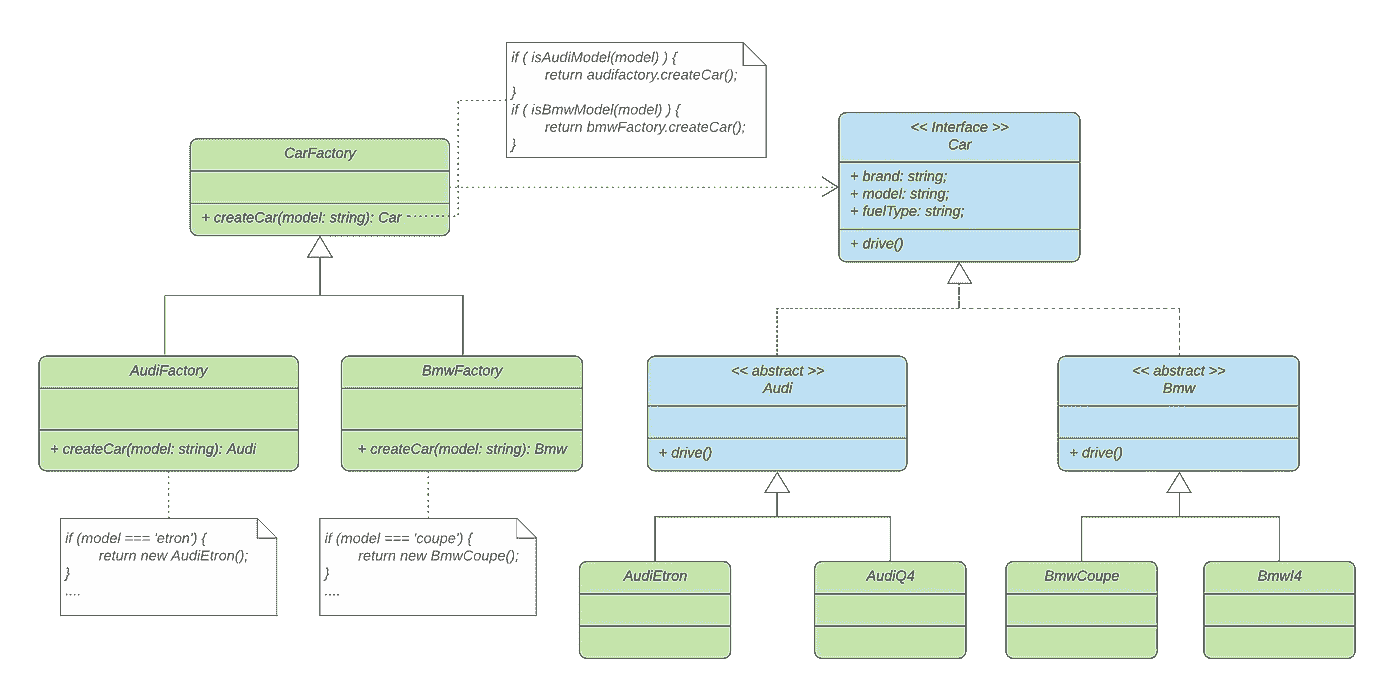 if ( isAudiModel(model) ) {
return audifactory.createCar();
}
if ( isBmwModel(model) ) {
return bmwFactory.createCar();
}
CarFactory
+ createCar(model: string): Car
<< Interface >>
Car
+ brand: string;
+ model: string;
+ fuelType: string;
+ drive()
AudiFactory
+ createCar(model: string): Audi
BmwFactory
+ createCar(model: string): Bmw
<< abstract >>
Audi
+ drive()
<< abstract >>
Bmw
+ drive()
if (model === 'etron') {
return new AudiEtron();
}
....
if (model === 'coupe') {
return new BmwCoupe();
}
....
AudiEtron
AudiQ4
BmwCoupe
BmwI4